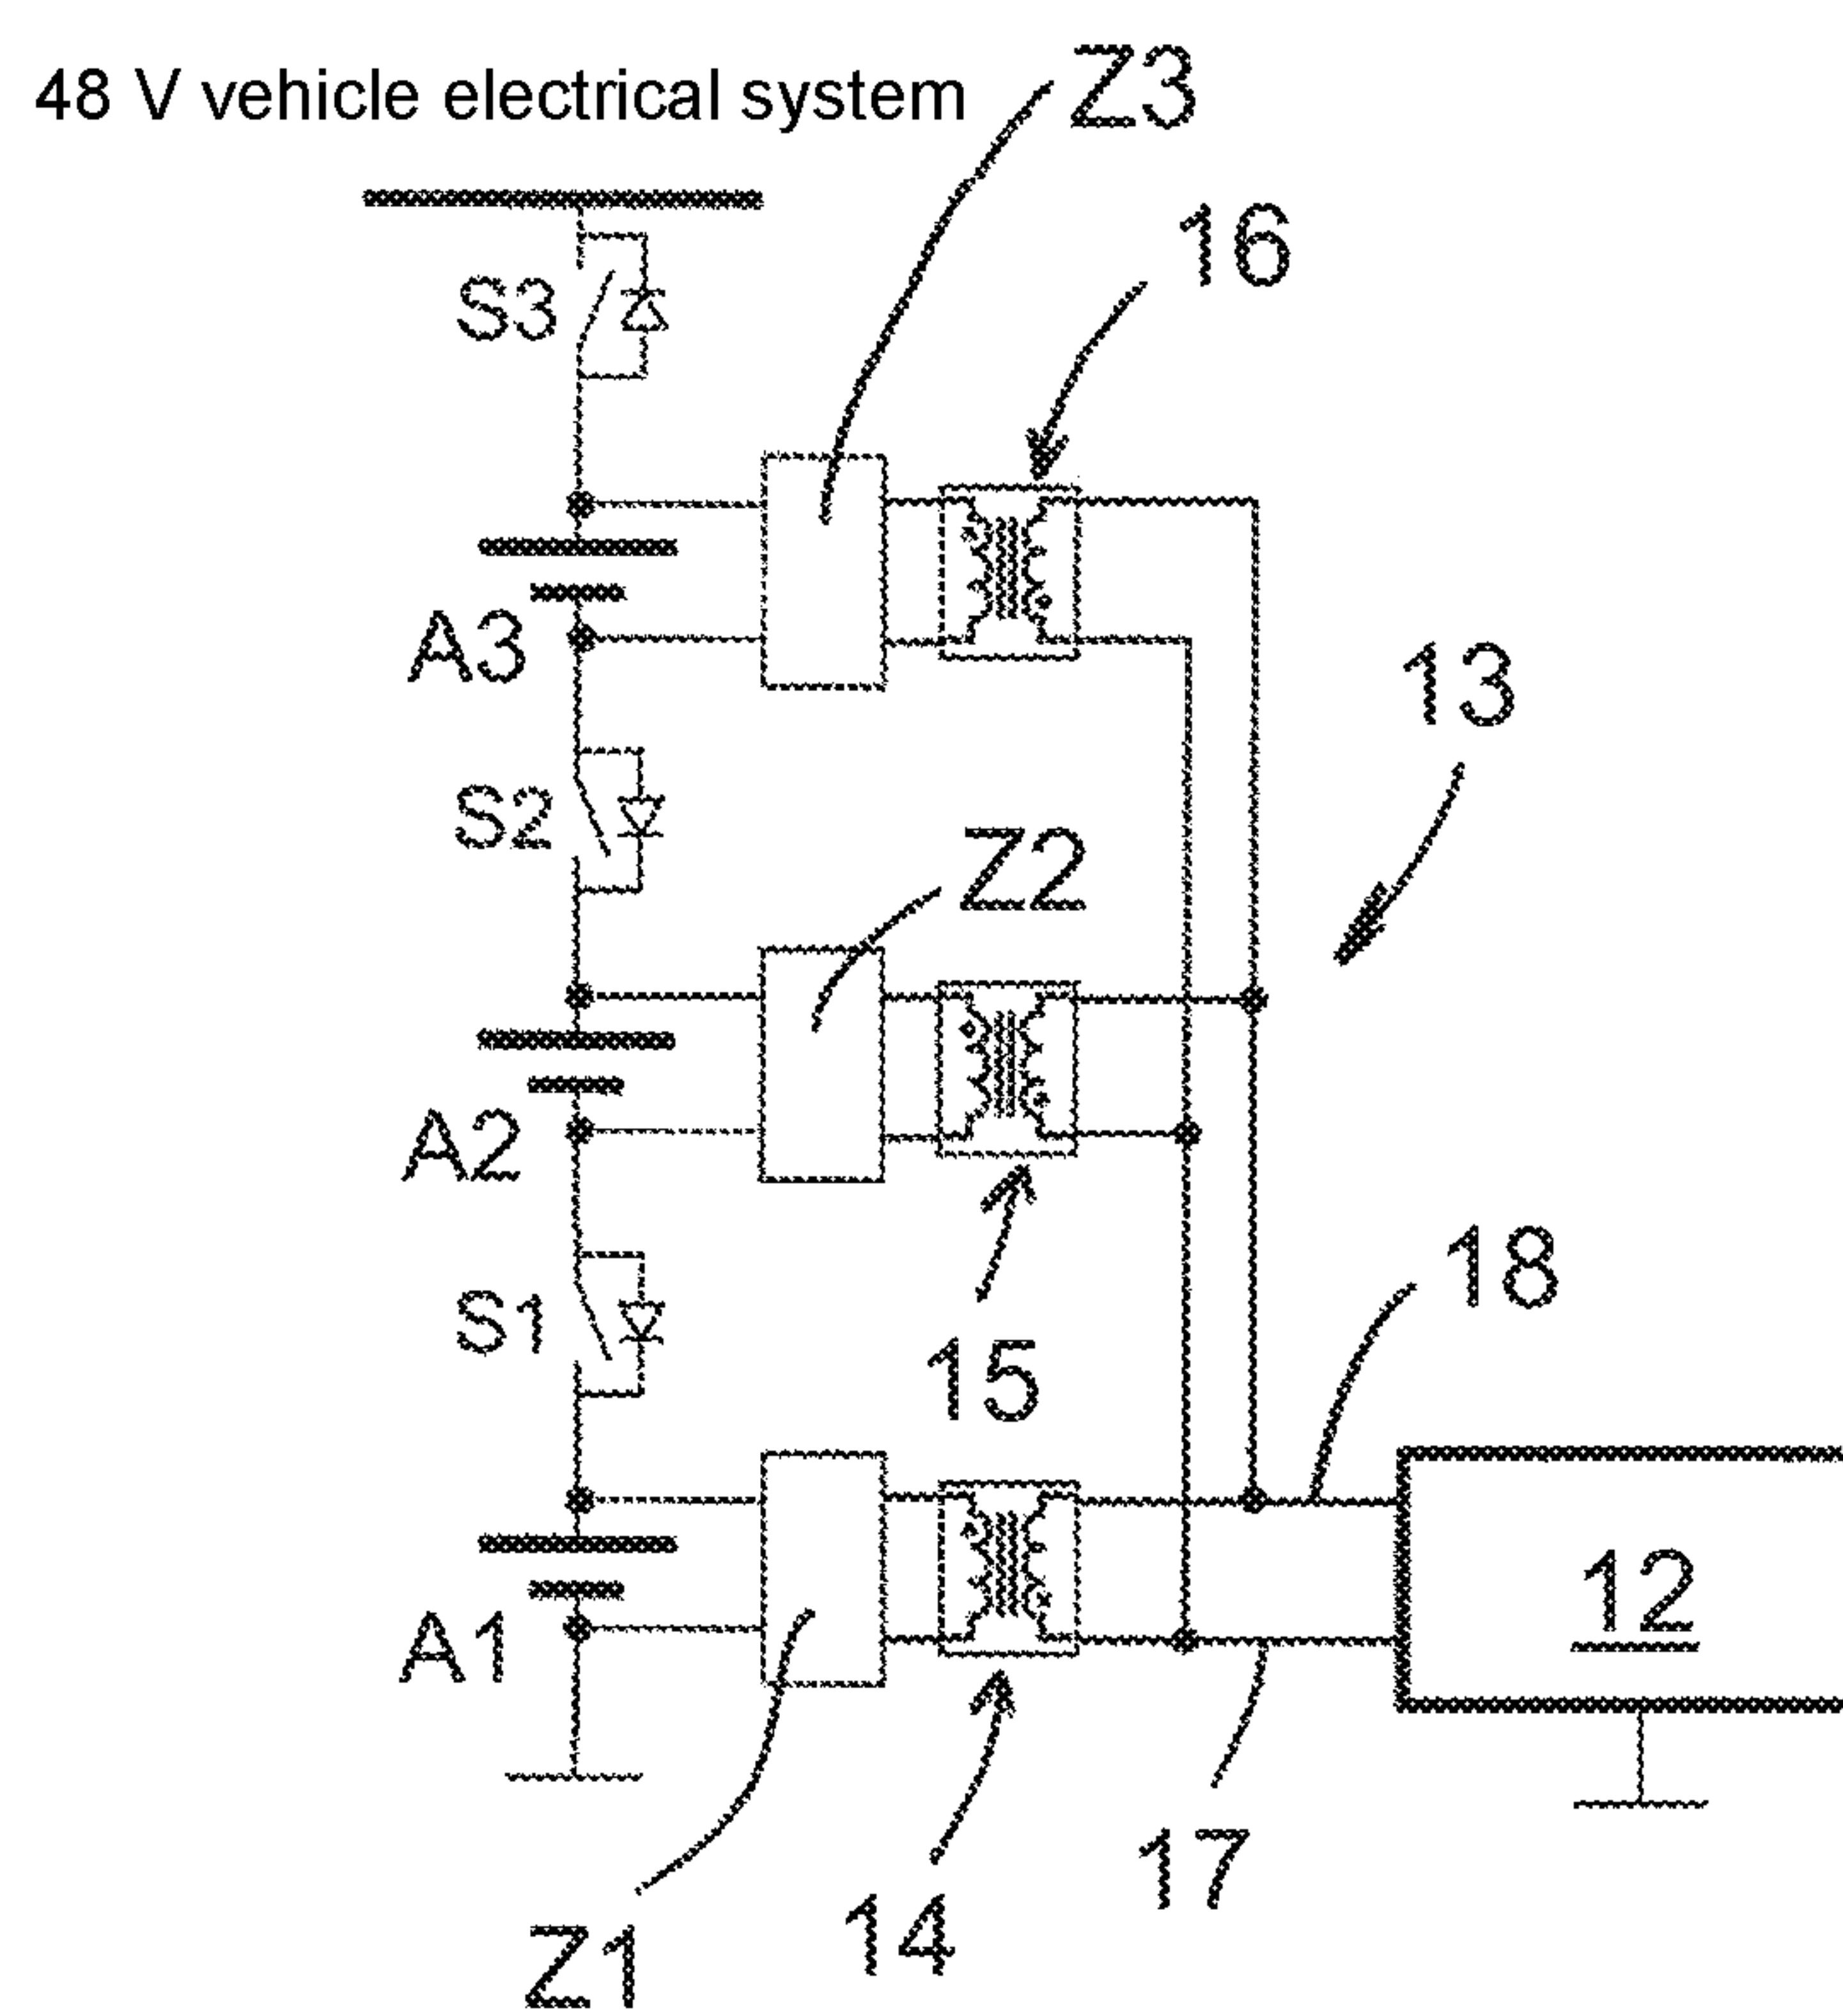 48 V vehicle electrical system
Z3
16
S3
A3
13
S2
Z2
A2
18
S1
15
12
A1
17
14
Z1